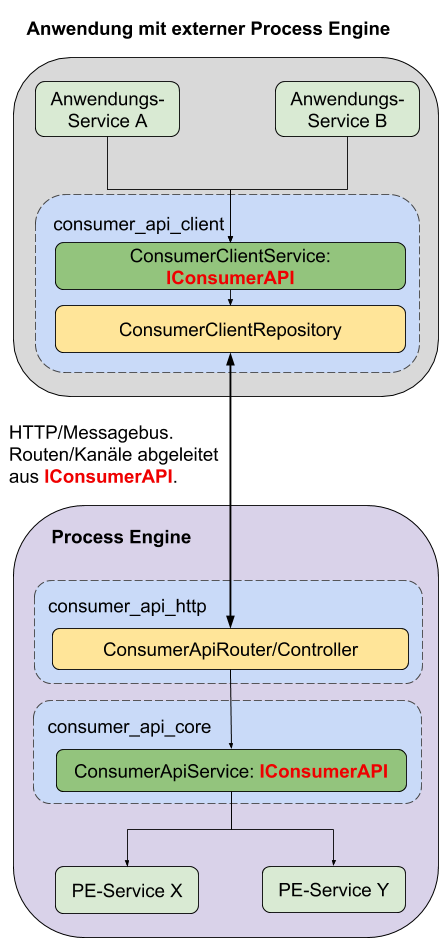 Anwendung mit externer Process Engine
Anwendungs-
Service A
Anwendungs-
Service B
consumer_api_client
ConsumerClientService:
IConsumerAPI
ConsumerClientRepository
HTTP/Messagebus.
Routen/Kanäle abgeleitet
aus IConsumerAPI.
Process Engine
consumer_api_http
ConsumerApiRouter/Controller
consumer_api_core
ConsumerApiService: IConsumerAPI
PE-Service X
PE-Service Y